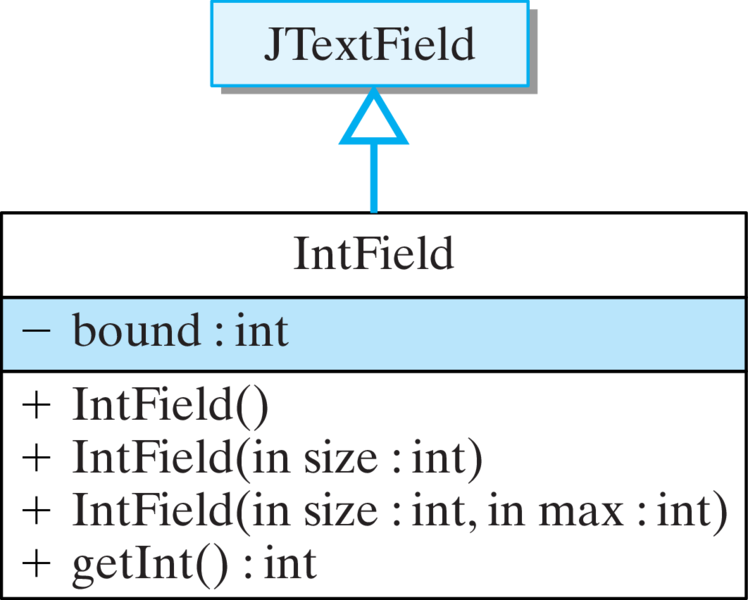 JTextField
IntField
− bound : int
+ IntField()
+ IntField(in size : int)
+ IntField(in size : int, in max : int)
+ getInt() : int